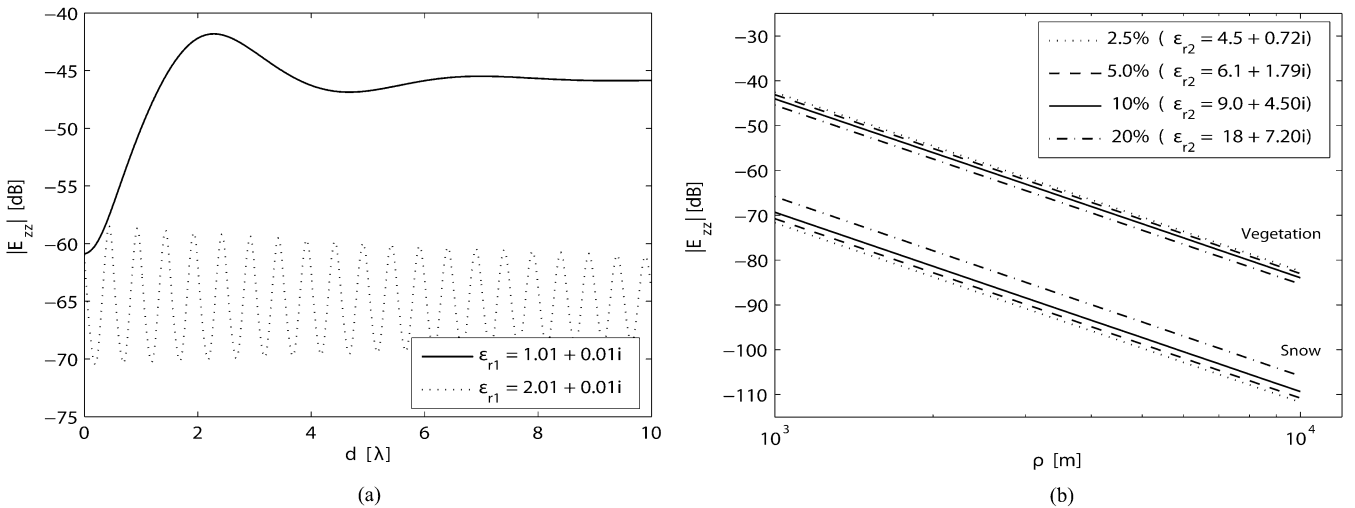 −40
−45
−50
−55
−60
−65
−70
−75
|E_zz| [dB]
0 2 4 6 8 10
d [λ]
ε_r1 = 1.01 + 0.01i
ε_r1 = 2.01 + 0.01i
(a)
−30
−40
−50
−60
−70
−80
−90
−100
−110
|E_zz| [dB]
10^3 10^4
ρ [m]
2.5% ( ε_r2 = 4.5 + 0.72i)
5.0% ( ε_r2 = 6.1 + 1.79i)
10% ( ε_r2 = 9.0 + 4.50i)
20% ( ε_r2 = 18 + 7.20i)
Vegetation
Snow
(b)